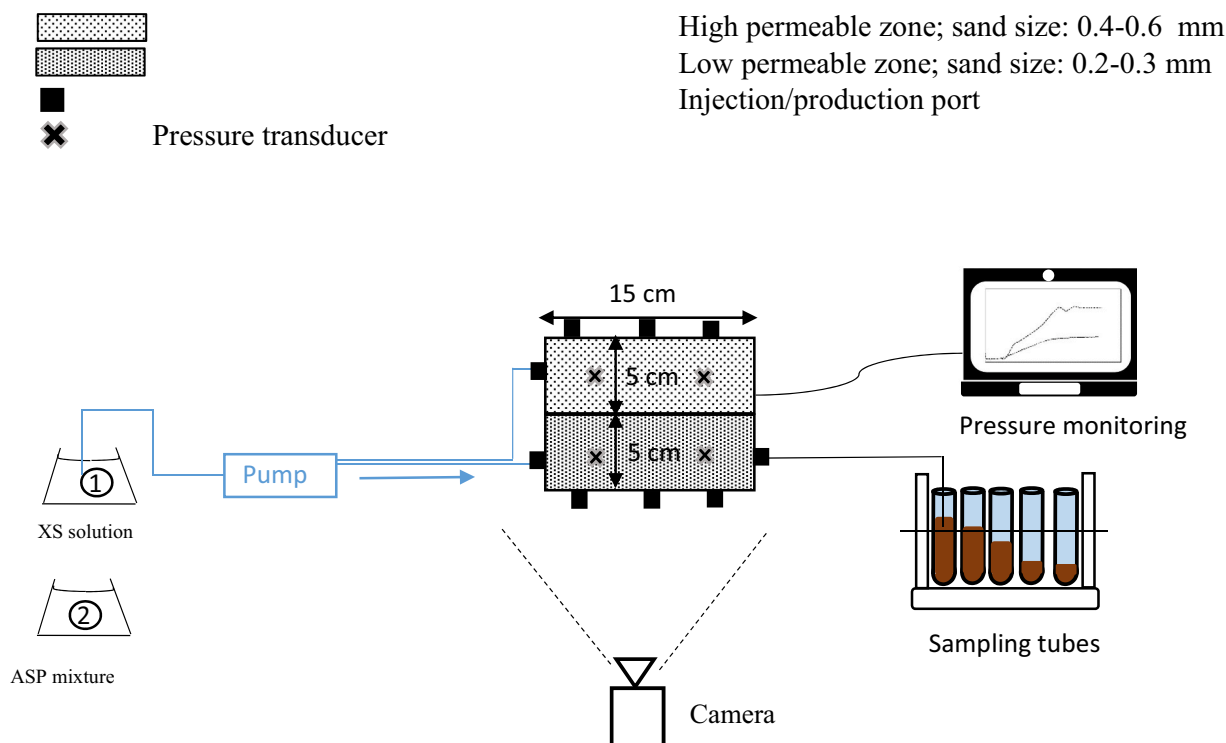 High permeable zone; sand size: 0.4-0.6 mm
Low permeable zone; sand size: 0.2-0.3 mm
Injection/production port
Pressure transducer
15 cm
5 cm
5 cm
Pressure monitoring
Pump
1
XS solution
2
ASP mixture
Sampling tubes
Camera